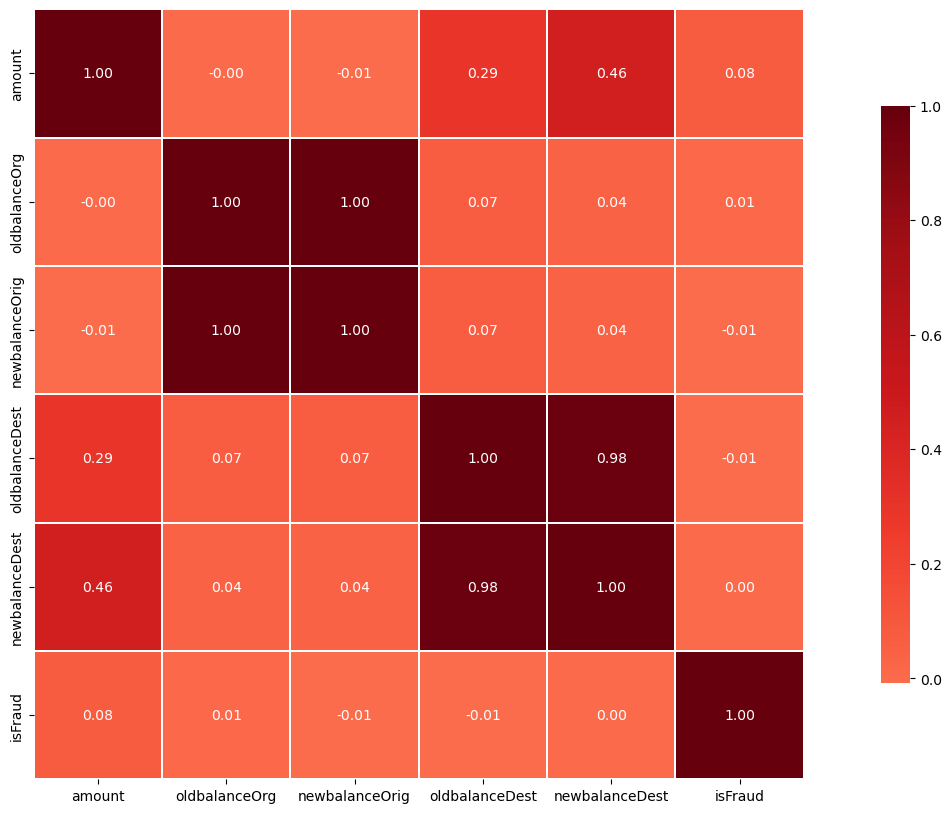 amount 1.00 -0.00 -0.01 0.29 0.46 0.08
oldbalanceOrg -0.00 1.00 1.00 0.07 0.04 0.01
newbalanceOrig -0.01 1.00 1.00 0.07 0.04 -0.01
oldbalanceDest 0.29 0.07 0.07 1.00 0.98 -0.01
newbalanceDest 0.46 0.04 0.04 0.98 1.00 0.00
isFraud 0.08 0.01 -0.01 -0.01 0.00 1.00
amount oldbalanceOrg newbalanceOrig oldbalanceDest newbalanceDest isFraud
1.0
0.8
0.6
0.4
0.2
0.0